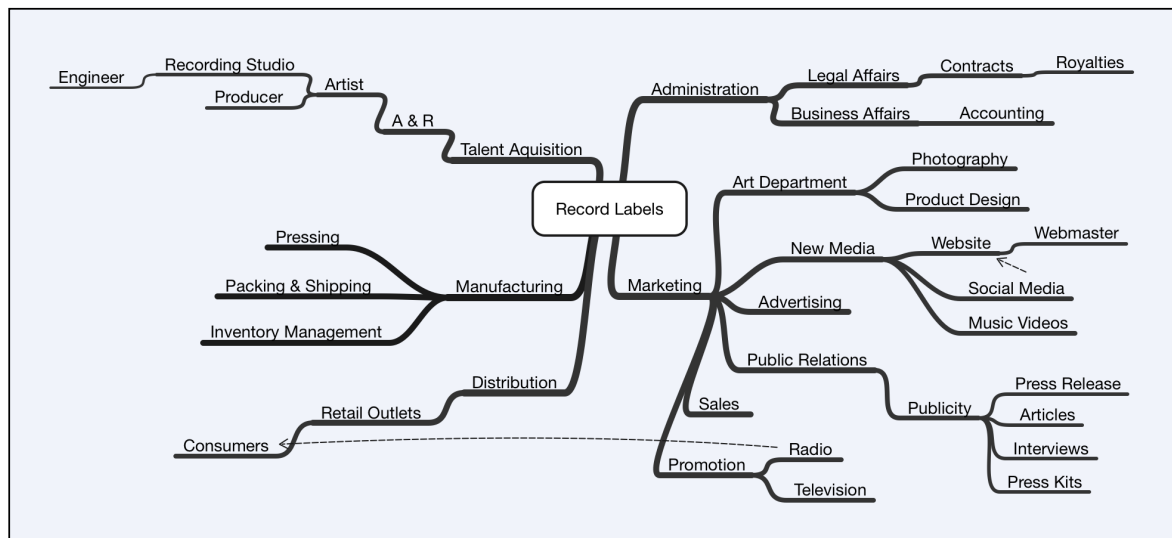 Record Labels
Talent Aquisition
A & R
Artist
Recording Studio
Engineer
Producer
Manufacturing
Pressing
Packing & Shipping
Inventory Management
Distribution
Retail Outlets
Consumers
Administration
Legal Affairs
Contracts
Royalties
Business Affairs
Accounting
Marketing
Art Department
Photography
Product Design
New Media
Website
Webmaster
Social Media
Music Videos
Advertising
Public Relations
Publicity
Press Release
Articles
Interviews
Press Kits
Sales
Promotion
Radio
Television